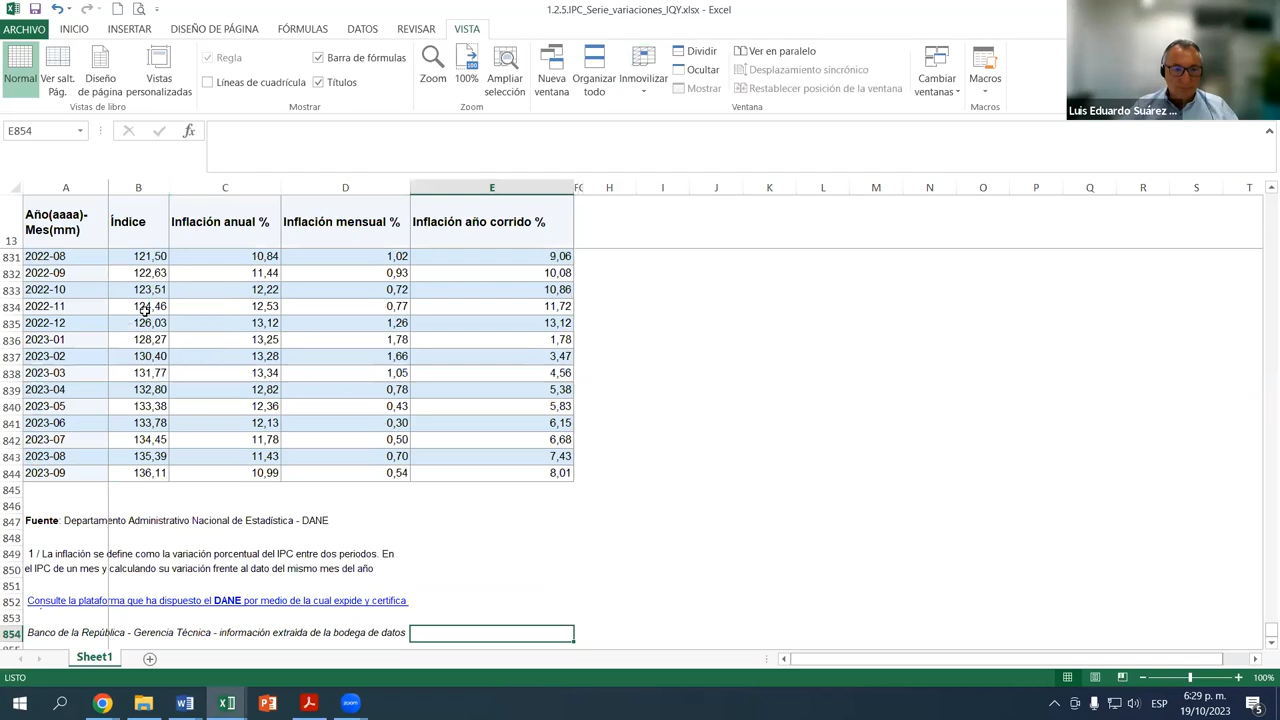 1.2.5.IPC_Serie_variaciones_IQY.xlsx - Excel
ARCHIVO INICIO INSERTAR DISEÑO DE PÁGINA FÓRMULAS DATOS REVISAR VISTA
Normal
Ver salt. Pág.
Diseño de página
Vistas personalizadas
Regla
Líneas de cuadrícula
Barra de fórmulas
Títulos
Zoom
100%
Ampliar selección
Nueva ventana
Organizar todo
Inmovilizar
Dividir
Ocultar
Mostrar
Ver en paralelo
Desplazamiento sincrónico
Restablecer posición de la ventana
Cambiar ventanas
Macros
Vistas de libro Mostrar Zoom Ventana Macros
Luis Eduardo Suárez ...
E854
A B C D E F G H I J K L M N O P Q R S T
13 Año(aaaa)-Mes(mm) Índice Inflación anual % Inflación mensual % Inflación año corrido %
831 2022-08 121,50 10,84 1,02 9,06
832 2022-09 122,63 11,44 0,93 10,08
833 2022-10 123,51 12,22 0,72 10,86
834 2022-11 124,46 12,53 0,77 11,72
835 2022-12 126,03 13,12 1,26 13,12
836 2023-01 128,27 13,25 1,78 1,78
837 2023-02 130,40 13,28 1,66 3,47
838 2023-03 131,77 13,34 1,05 4,56
839 2023-04 132,80 12,82 0,78 5,38
840 2023-05 133,38 12,36 0,43 5,83
841 2023-06 133,78 12,13 0,30 6,15
842 2023-07 134,45 11,78 0,50 6,68
843 2023-08 135,39 11,43 0,70 7,43
844 2023-09 136,11 10,99 0,54 8,01
845
846
847 Fuente: Departamento Administrativo Nacional de Estadística - DANE
848
849 1 / La inflación se define como la variación porcentual del IPC entre dos periodos. En
850 el IPC de un mes y calculando su variación frente al dato del mismo mes del año
851
852 Consulte la plataforma que ha dispuesto el DANE por medio de la cual expide y certifica
853
854 Banco de la República - Gerencia Técnica - información extraída de la bodega de datos
Sheet1
LISTO
100%
ESP
6:29 p. m.
19/10/2023
5